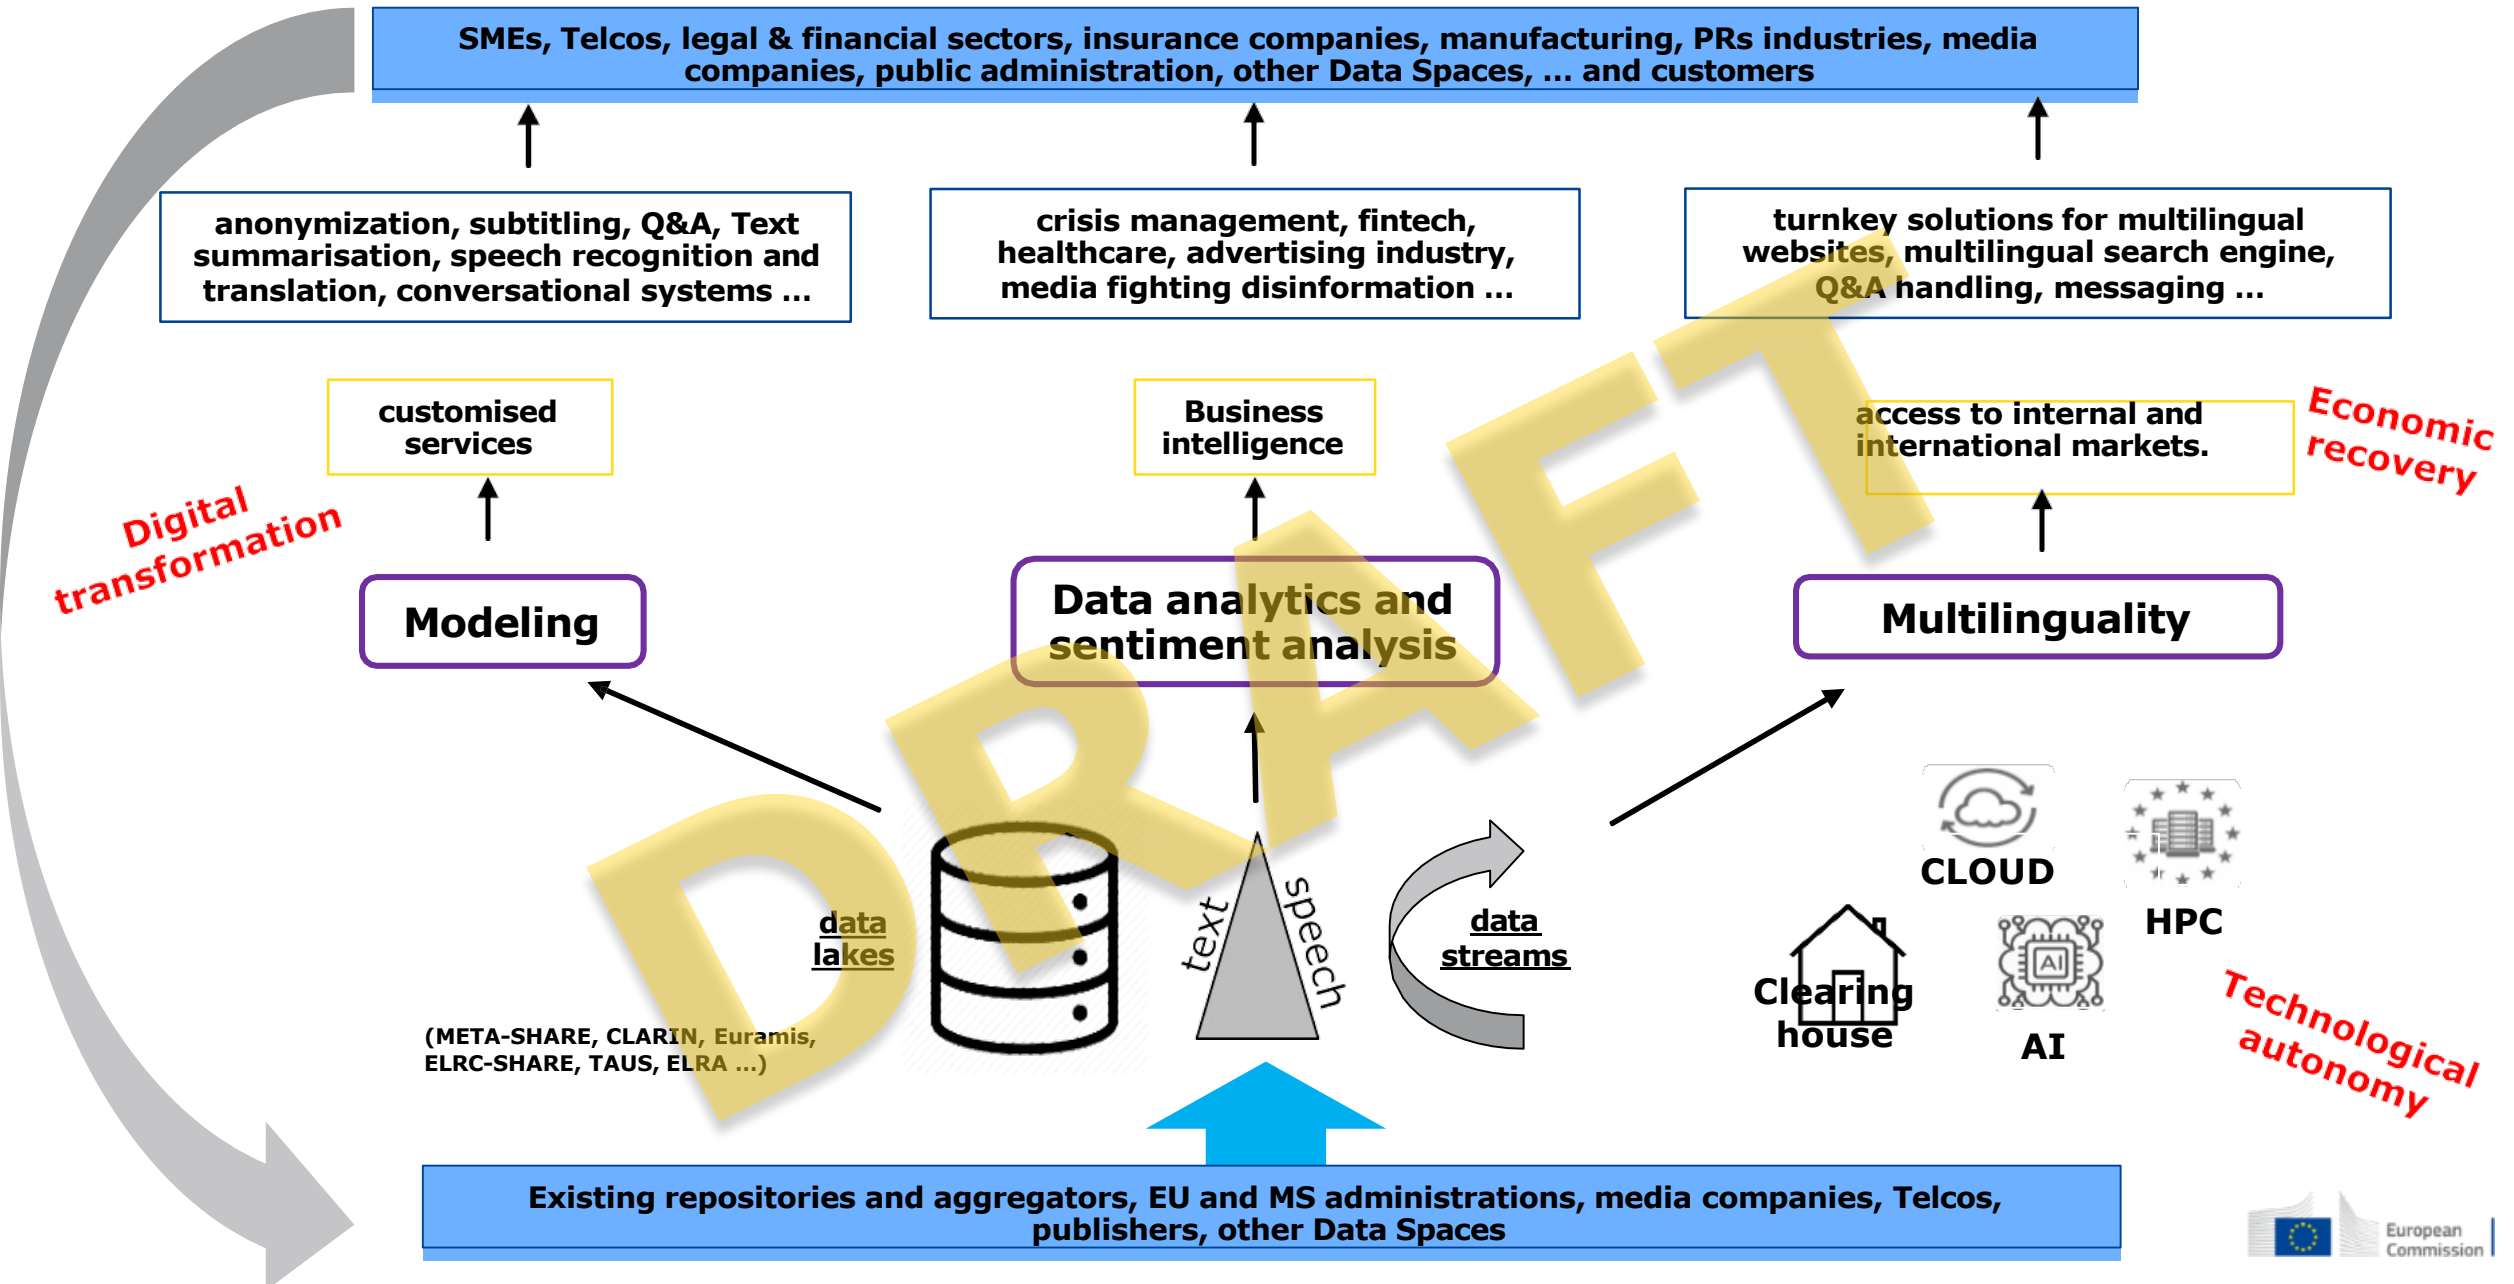 SMEs, Telcos, legal & financial sectors, insurance companies, manufacturing, PRs industries, media
companies, public administration, other Data Spaces, ... and customers
anonymization, subtitling, Q&A, Text
summarisation, speech recognition and
translation, conversational systems ...
crisis management, fintech,
healthcare, advertising industry,
media fighting disinformation ...
turnkey solutions for multilingual
websites, multilingual search engine,
Q&A handling, messaging ...
customised
services
Business
intelligence
access to internal and
international markets.
Economic
recovery
Digital
transformation
Modeling
Data analytics and
sentiment analysis
Multilinguality
DRAFT
data
lakes
text
speech
data
streams
CLOUD
HPC
Clearing
house
AI
AI
Technological
autonomy
(META-SHARE, CLARIN, Euramis,
ELRC-SHARE, TAUS, ELRA ...)
Existing repositories and aggregators, EU and MS administrations, media companies, Telcos,
publishers, other Data Spaces
European
Commission